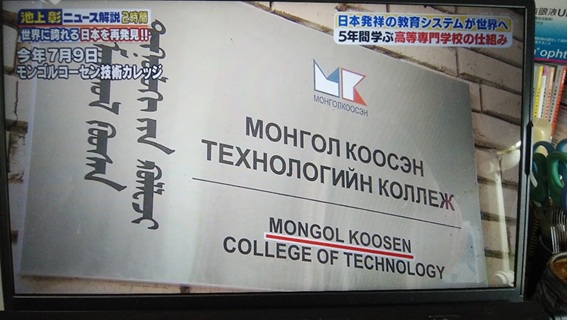 池上彰ニュース解説2時間
世界に誇れる日本を再発見!!
今年7月9日
モンゴルコーセン技術カレッジ
日本発祥の教育システムが世界へ
5年間学ぶ高等専門学校の仕組み
МОНГОЛКООСЭН
МОНГОЛ КООСЭН
ТЕХНОЛОГИЙН КОЛЛЕЖ
MONGOL KOOSEN
COLLEGE OF TECHNOLOGY